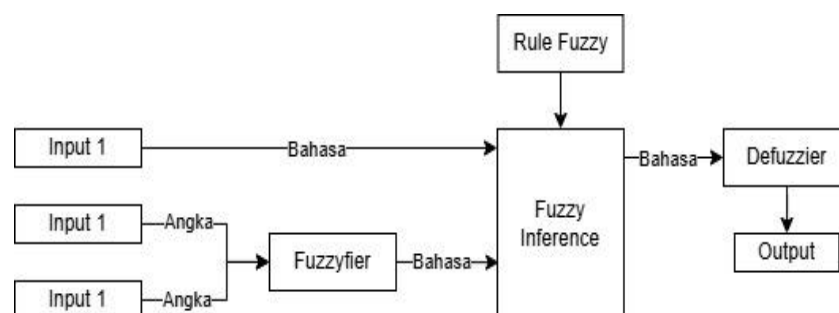 Rule Fuzzy
Input 1
Bahasa
Bahasa
Defuzzier
Input 1
Angka
Fuzzy
Inference
Fuzzyfier
Bahasa
Output
Input 1
Angka